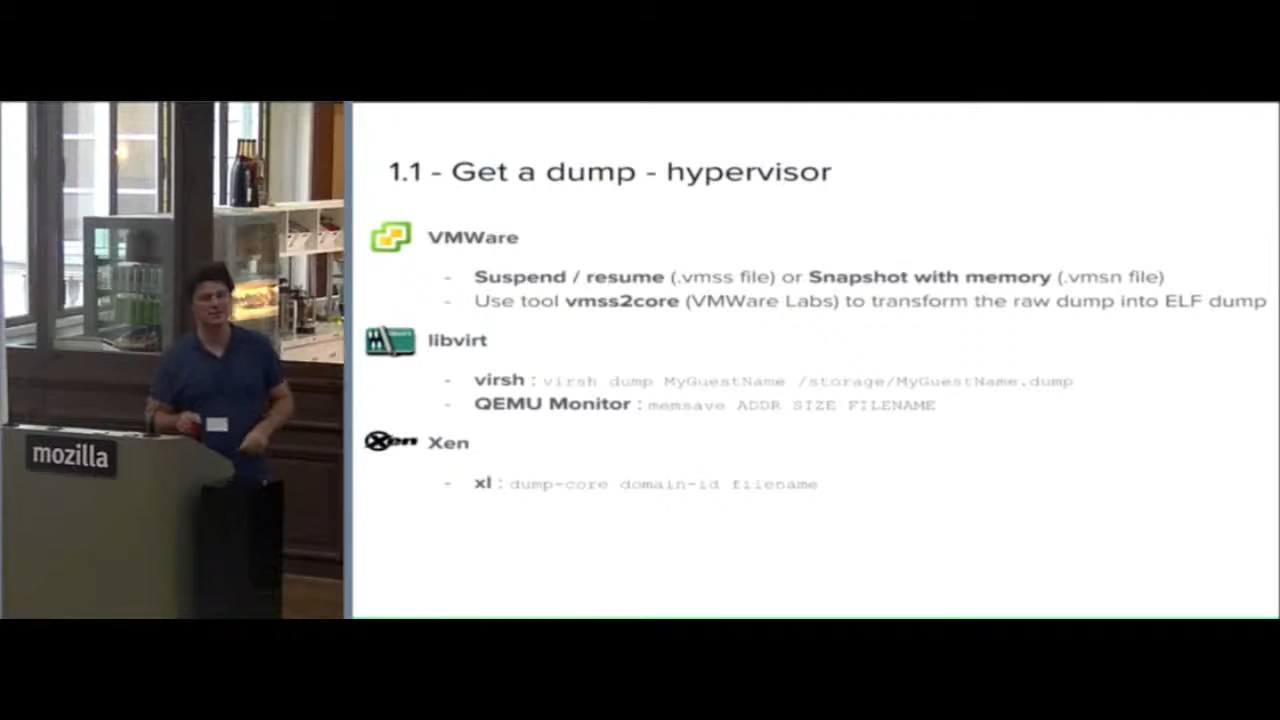 1.1 - Get a dump - hypervisor
VMWare
- Suspend / resume (.vmss file) or Snapshot with memory (.vmsn file)
- Use tool vmss2core (VMWare Labs) to transform the raw dump into ELF dump
libvirt
- virsh : virsh dump MyGuestName /storage/MyGuestName.dump
- QEMU Monitor : memsave ADDR SIZE FILENAME
Xen Xen
- xl : dump-core domain-id filename
mozilla